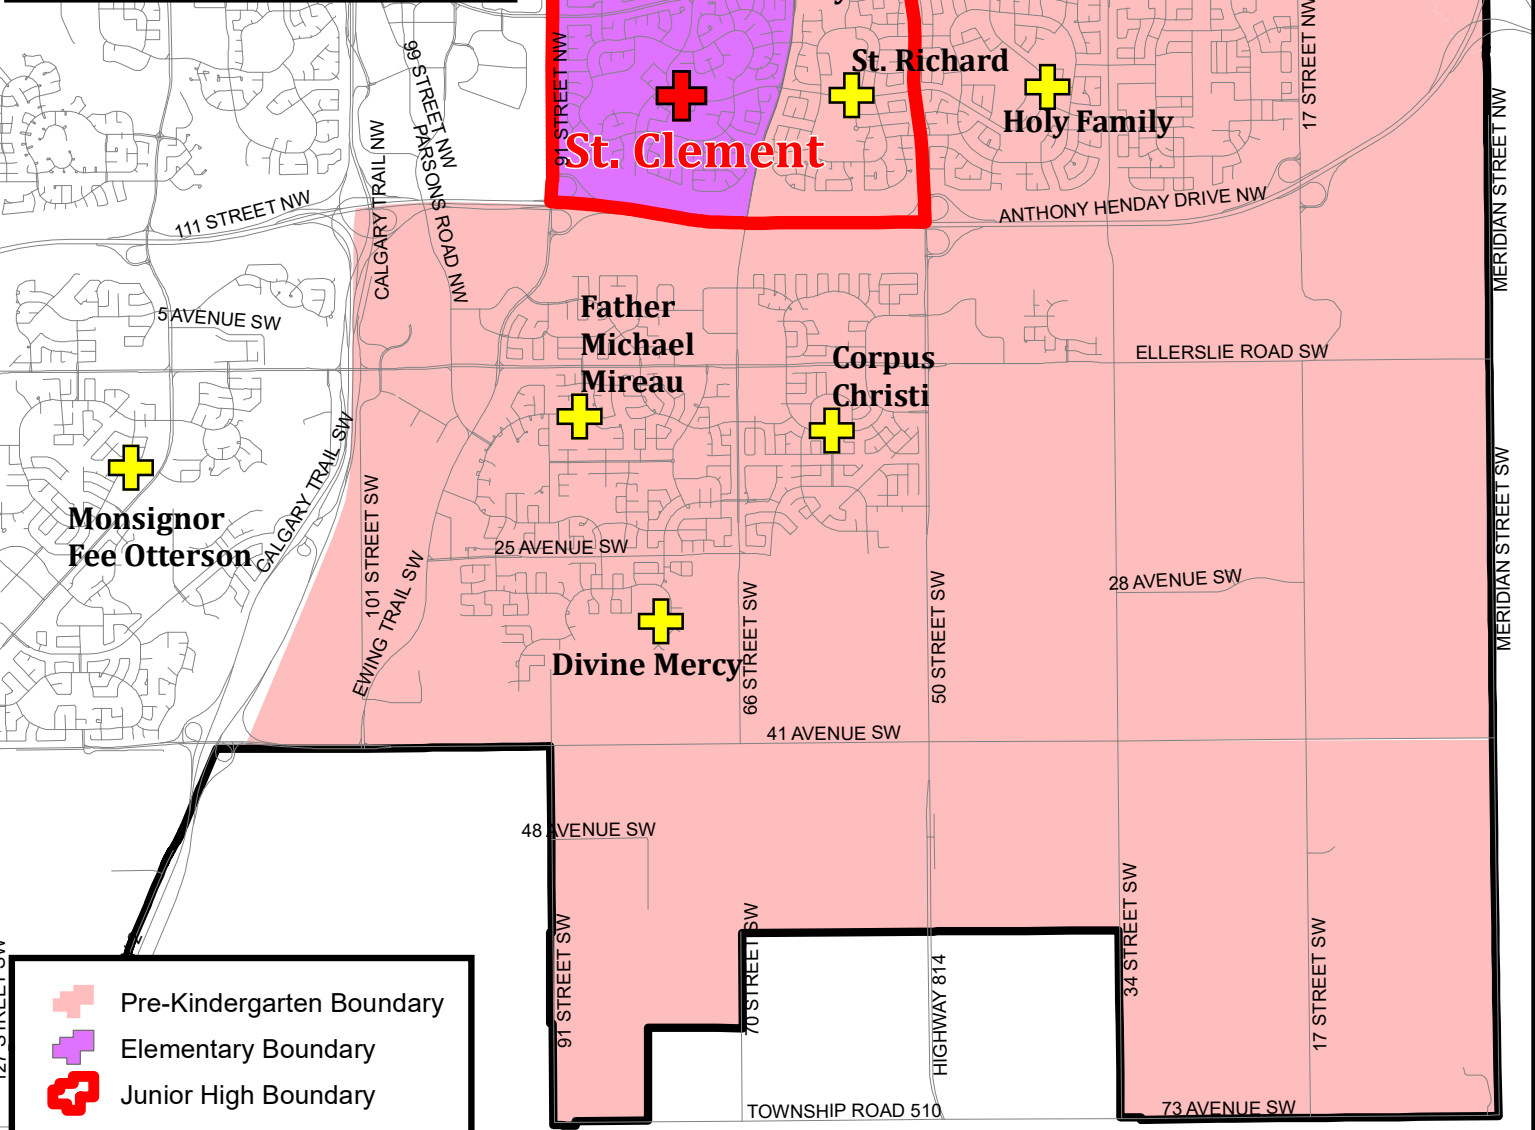 99 STREET NW
PARSONS ROAD NW
91 STREET NW
St. Richard
Holy Family
17 STREET NW
MERIDIAN STREET NW
St. Clement
111 STREET NW
CALGARY TRAIL NW
ANTHONY HENDAY DRIVE NW
5 AVENUE SW
Father
Michael
Mireau
Corpus
Christi
ELLERSLIE ROAD SW
CALGARY TRAIL SW
Monsignor
Fee Otterson
101 STREET SW
EWING TRAIL SW
25 AVENUE SW
28 AVENUE SW
MERIDIAN STREET SW
Divine Mercy
66 STREET SW
50 STREET SW
41 AVENUE SW
48 AVENUE SW
91 STREET SW
70 STREET SW
HIGHWAY 814
34 STREET SW
17 STREET SW
127 STREET SW
Pre-Kindergarten Boundary
Elementary Boundary
Junior High Boundary
TOWNSHIP ROAD 510
73 AVENUE SW